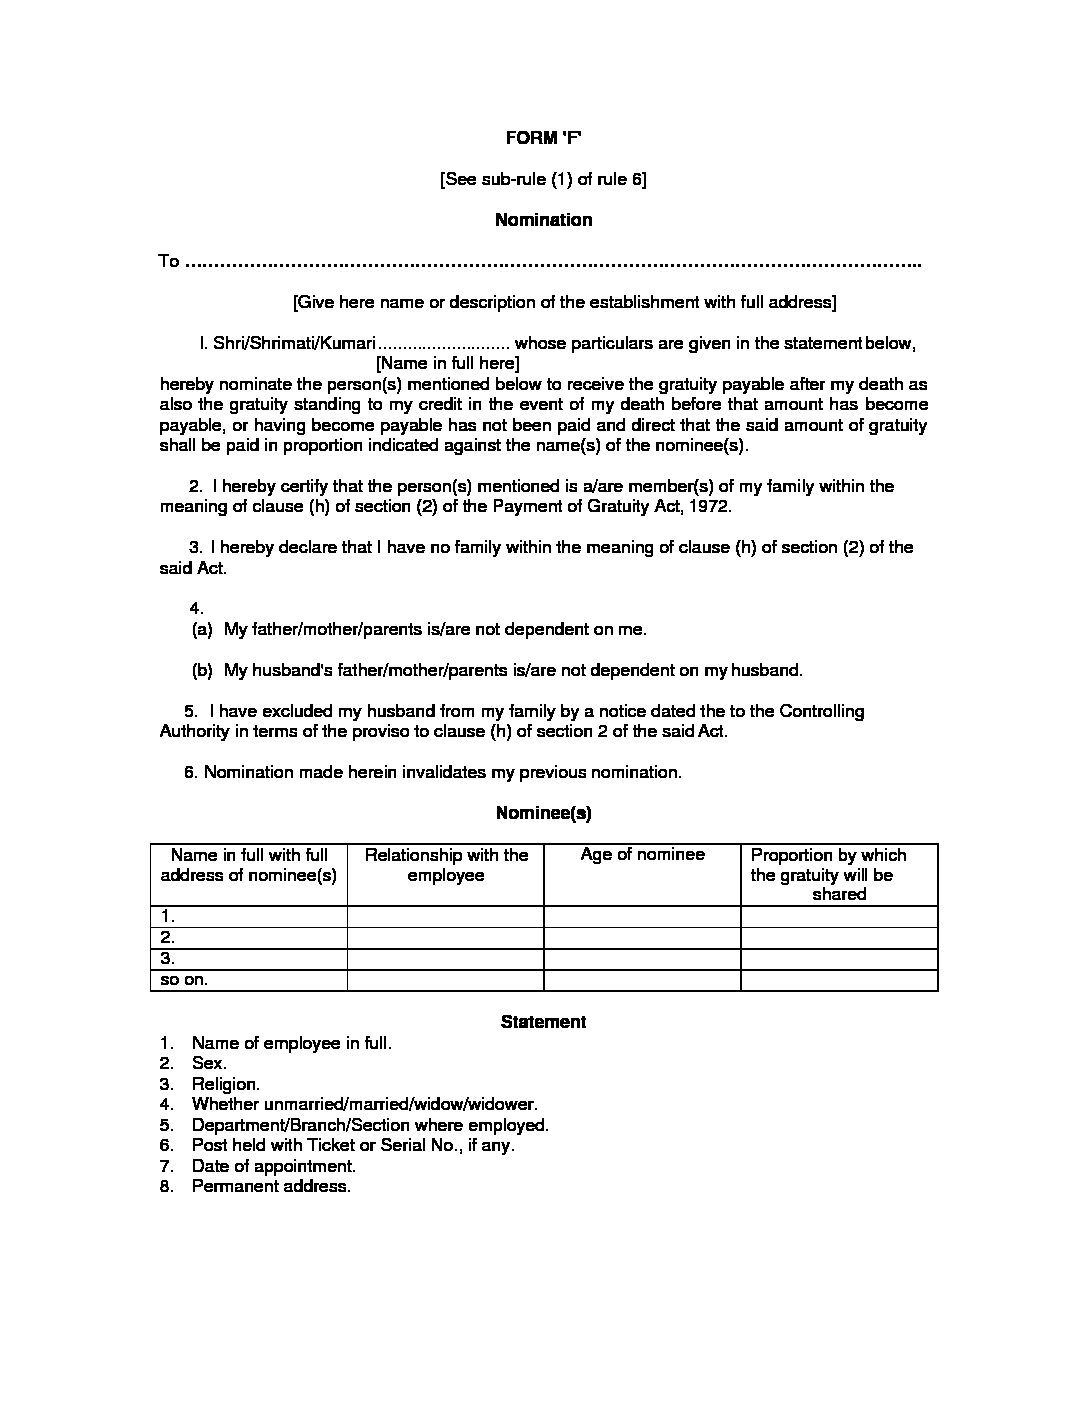 FORM 'F'
[See sub-rule (1) of rule 6]
Nomination
To ……………………………………………………………………………………………………………..
[Give here name or description of the establishment with full address]
I. Shri/Shrimati/Kumari........................... whose particulars are given in the statement below,
[Name in full here]
hereby nominate the person(s) mentioned below to receive the gratuity payable after my death as
also the gratuity standing to my credit in the event of my death before that amount has become
payable, or having become payable has not been paid and direct that the said amount of gratuity
shall be paid in proportion indicated against the name(s) of the nominee(s).
2. I hereby certify that the person(s) mentioned is a/are member(s) of my family within the
meaning of clause (h) of section (2) of the Payment of Gratuity Act, 1972.
3. I hereby declare that I have no family within the meaning of clause (h) of section (2) of the
said Act.
4.
(a) My father/mother/parents is/are not dependent on me.
(b) My husband's father/mother/parents is/are not dependent on my husband.
5. I have excluded my husband from my family by a notice dated the to the Controlling
Authority in terms of the proviso to clause (h) of section 2 of the said Act.
6. Nomination made herein invalidates my previous nomination.
Nominee(s)
Name in full with full
address of nominee(s)
Relationship with the
employee
Age of nominee
Proportion by which
the gratuity will be
shared
1.
2.
3.
so on.
Statement
1. Name of employee in full.
2. Sex.
3. Religion.
4. Whether unmarried/married/widow/widower.
5. Department/Branch/Section where employed.
6. Post held with Ticket or Serial No., if any.
7. Date of appointment.
8. Permanent address.